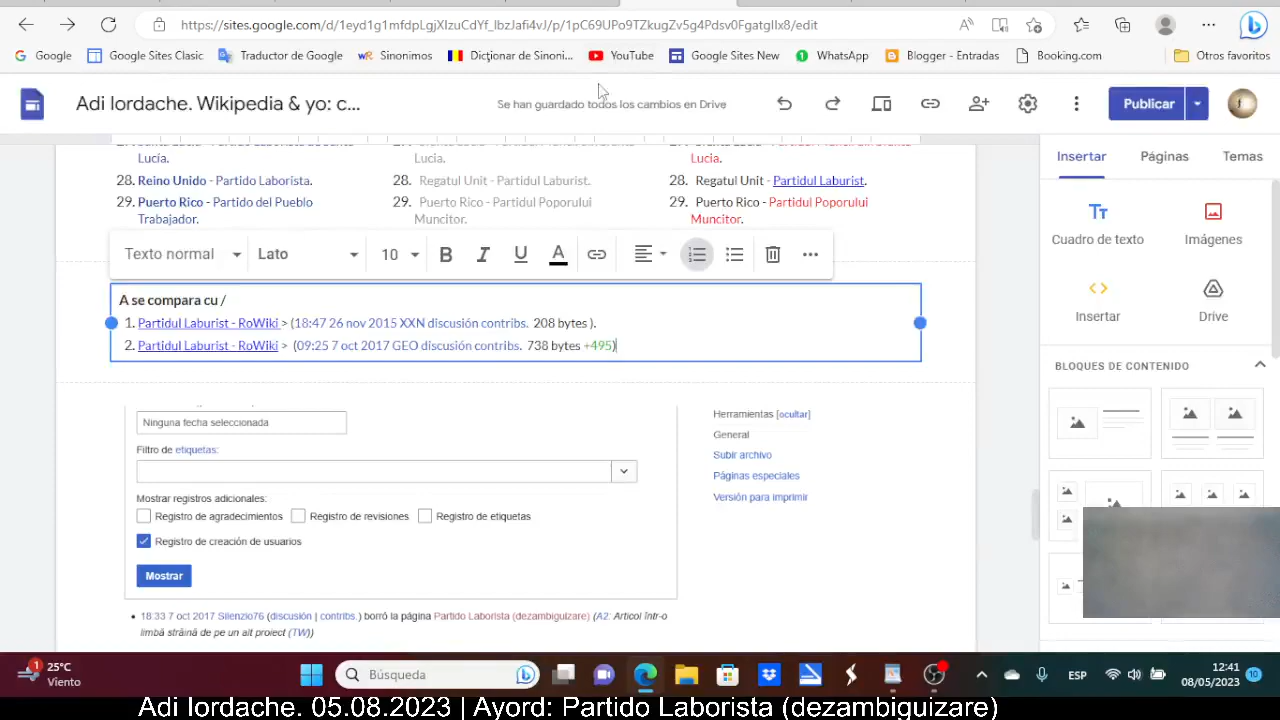 https://sites.google.com/d/1eyd1g1mfdpLgjXIzuCdYf_lbzJafi4vJ/p/1pC69UPo9TZkugZv5g4Pdsv0FgatgIlx8/edit
Google
Google Sites Clasic
Traductor de Google
Sinonimos
Dicționar de Sinoni...
YouTube
Google Sites New
WhatsApp
Blogger - Entradas
Booking.com
Otros favoritos
Adi Iordache. Wikipedia & yo: c...
Se han guardado todos los cambios en Drive
Publicar
Lucía.
Lucia.
Lucia.
28. Reino Unido - Partido Laborista.
28. Regatul Unit - Partidul Laburist.
28. Regatul Unit - Partidul Laburist.
29. Puerto Rico - Partido del Pueblo
Trabajador.
29. Puerto Rico - Partidul Poporului
Muncitor.
29. Puerto Rico - Partidul Poporului
Muncitor.
Insertar
Páginas
Temas
Cuadro de texto
Imágenes
Insertar
Drive
BLOQUES DE CONTENIDO
Texto normal
Lato
10
B
I
U
A
A se compara cu /
1. Partidul Laburist - RoWiki > (18:47 26 nov 2015 XXN discusión contribs. 208 bytes ).
2. Partidul Laburist - RoWiki > (09:25 7 oct 2017 GEO discusión contribs. 738 bytes +495)
Ninguna fecha seleccionada
Filtro de etiquetas:
Mostrar registros adicionales:
Registro de agradecimientos
Registro de revisiones
Registro de etiquetas
Registro de creación de usuarios
Mostrar
Herramientas [ocultar]
General
Subir archivo
Páginas especiales
Versión para imprimir
• 18:33 7 oct 2017 Silenzio76 (discusión | contribs.) borró la página Partido Laborista (dezambiguizare) (A2: Articol într-o
limbă străină de pe un alt proiect (TW))
1
25°C
Viento
Búsqueda
ESP
12:41
08/05/2023
10
Adi Iordache. 05.08.2023 | Ayord: Partido Laborista (dezambiguizare)